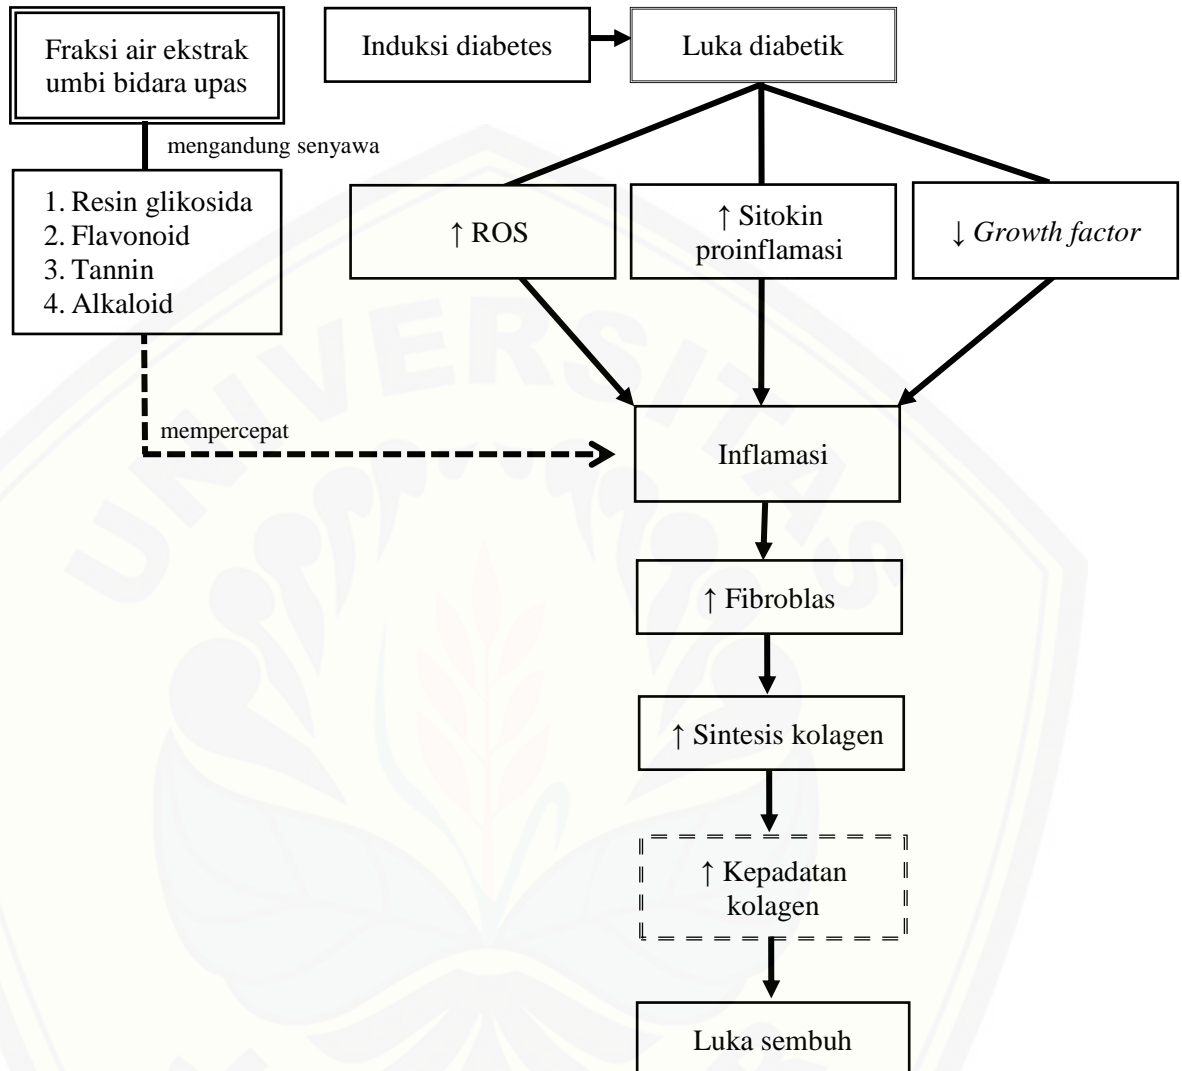 Fraksi air ekstrak
umbi bidara upas
Induksi diabetes
Luka diabetik
mengandung senyawa
1. Resin glikosida
2. Flavonoid
3. Tannin
4. Alkaloid
↑ ROS
↑ Sitokin
proinflamasi
↓ Growth factor
mempercepat
Inflamasi
↑ Fibroblas
↑ Sintesis kolagen
↑ Kepadatan
kolagen
Luka sembuh
UNIVERSITAS